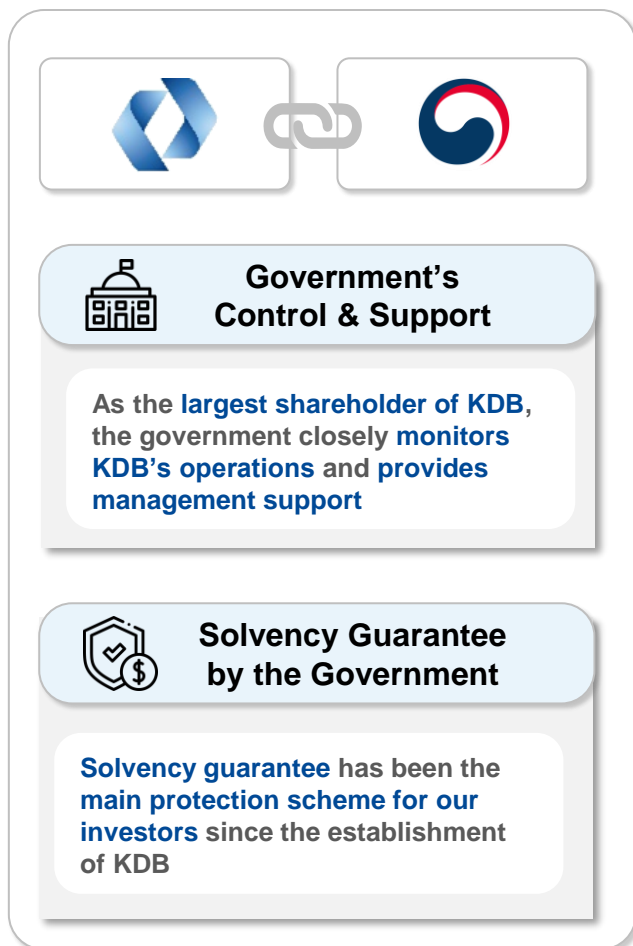 Government’s
Control & Support
As the largest shareholder of KDB,
the government closely monitors
KDB’s operations and provides
management support
Solvency Guarantee
by the Government
$
Solvency guarantee has been the
main protection scheme for our
investors since the establishment
of KDB